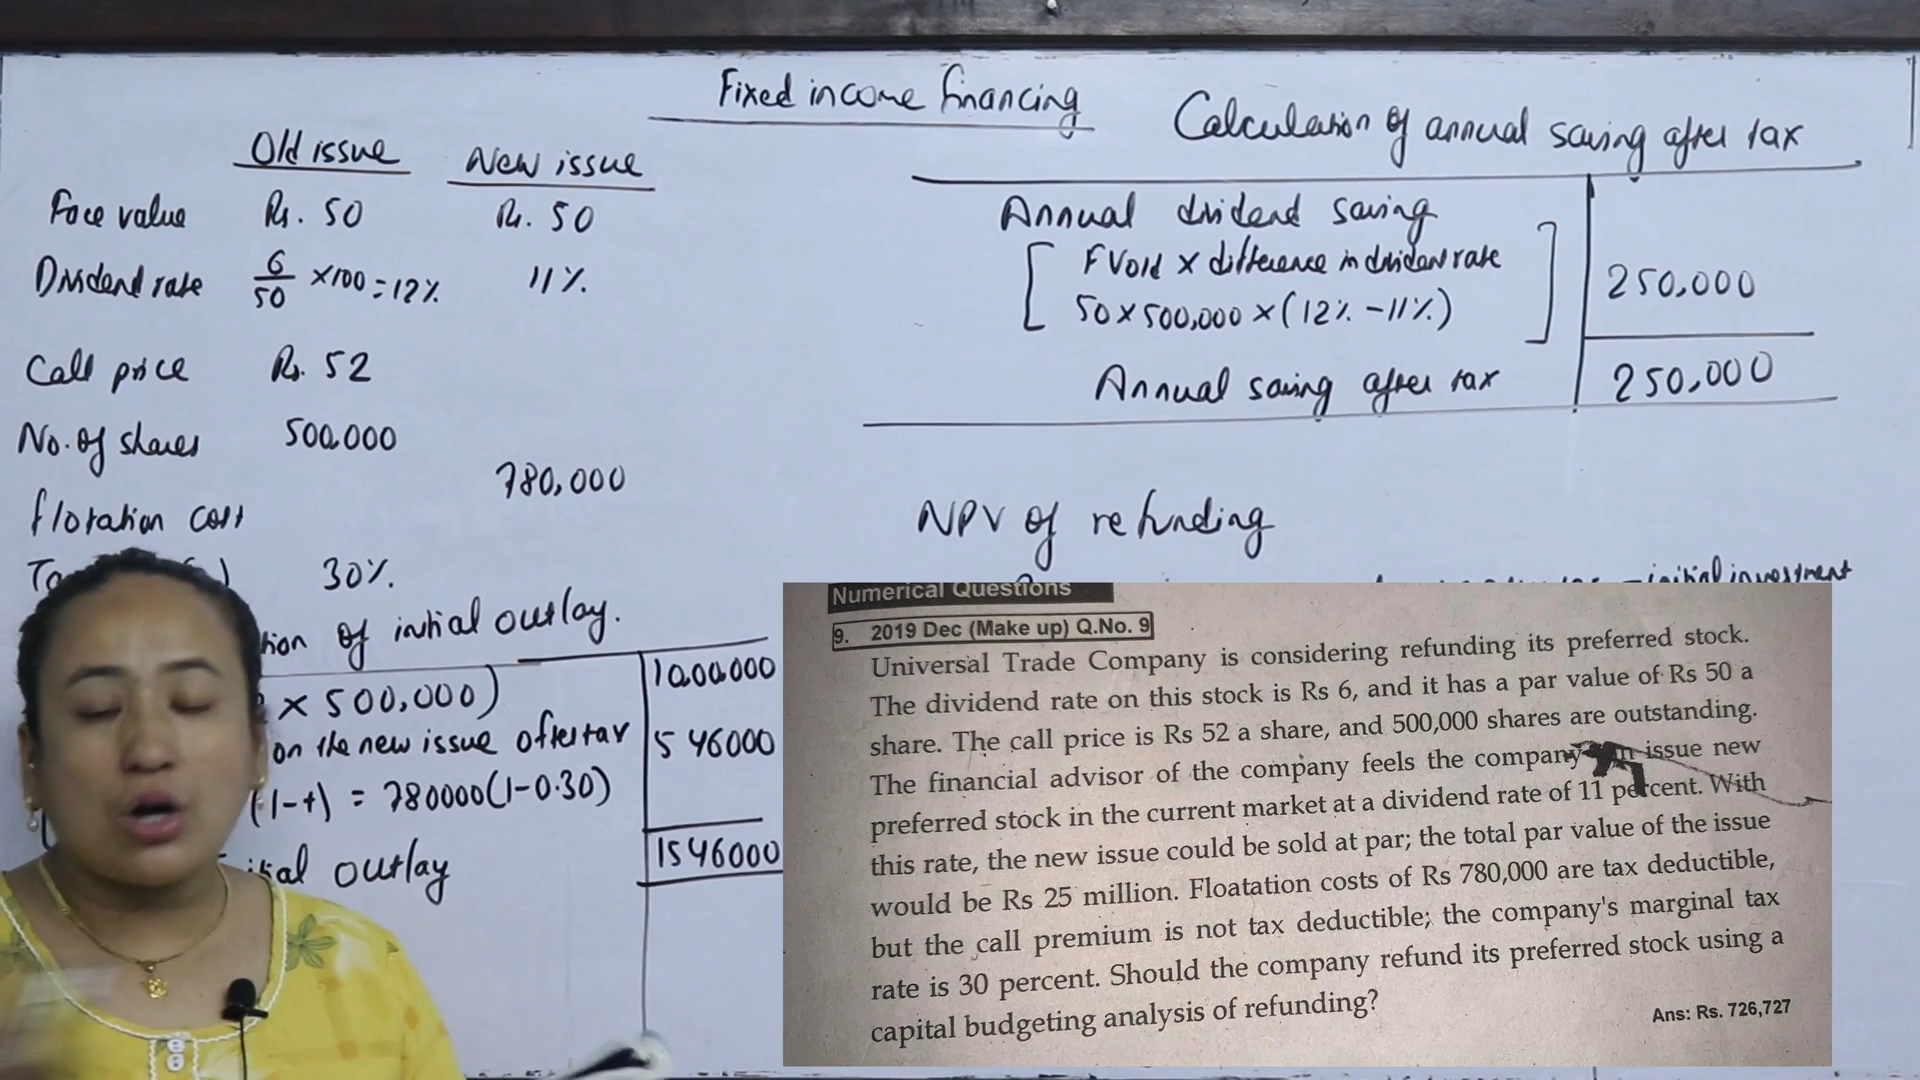 Fixed income financing
Old issue New issue
Face value Rs. 50 Rs. 50
Dividend rate 6/50 ×100 = 12% 11%
Call price Rs. 52
No. of shares 500,000
780,000
flotation cost
30%
of initial outlay.
× 500,000) 10,00,000
on the new issue after tax 546000
(1-t) = 780000(1-0.30)
outlay 1546000
Calculation of annual saving after tax
Annual dividend saving
[ FVold × difference in dividend rate
50×500,000 × (12% - 11%) ] 250,000
Annual saving after tax 250,000
NPV of refunding
- initial investment
Numerical Questions
9. 2019 Dec (Make up) Q.No. 9
Universal Trade Company is considering refunding its preferred stock.
The dividend rate on this stock is Rs 6, and it has a par value of Rs 50 a
share. The call price is Rs 52 a share, and 500,000 shares are outstanding.
The financial advisor of the company feels the company issue new
preferred stock in the current market at a dividend rate of 11 percent. With
this rate, the new issue could be sold at par; the total par value of the issue
would be Rs 25 million. Floatation costs of Rs 780,000 are tax deductible,
but the call premium is not tax deductible; the company's marginal tax
rate is 30 percent. Should the company refund its preferred stock using a
capital budgeting analysis of refunding?
Ans: Rs. 726,727